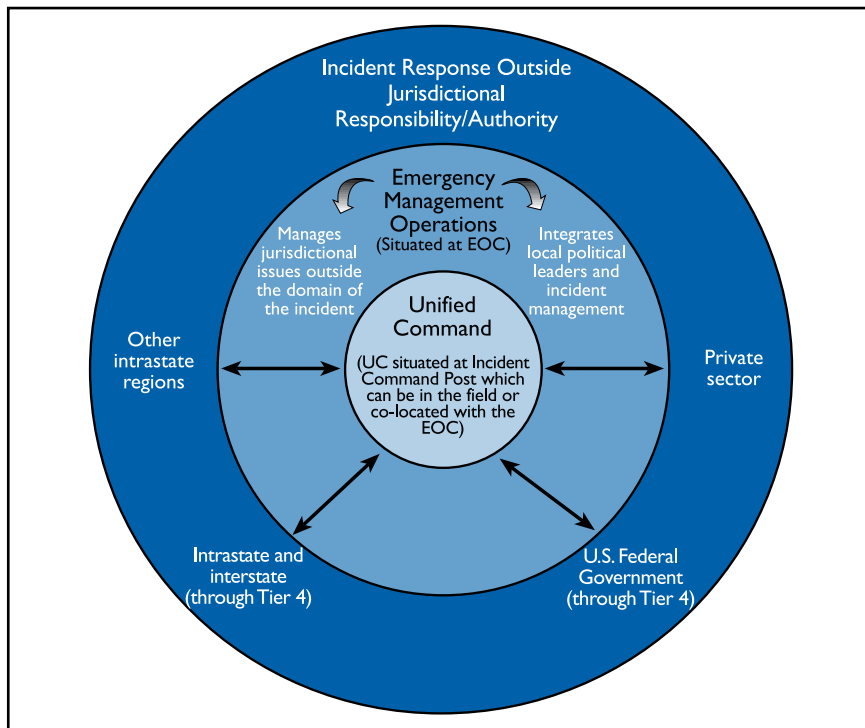 Incident Response Outside
Jurisdictional
Responsibility/Authority
Emergency
Management
Operations
(Situated at EOC)
Manages
jurisdictional
issues outside
the domain of
the incident
Integrates
local political
leaders and
incident
management
Unified
Command
(UC situated at Incident
Command Post which
can be in the field or
co-located with the
EOC)
Other
intrastate
regions
Private
sector
Intrastate and
interstate
(through Tier 4)
U.S. Federal
Government
(through Tier 4)